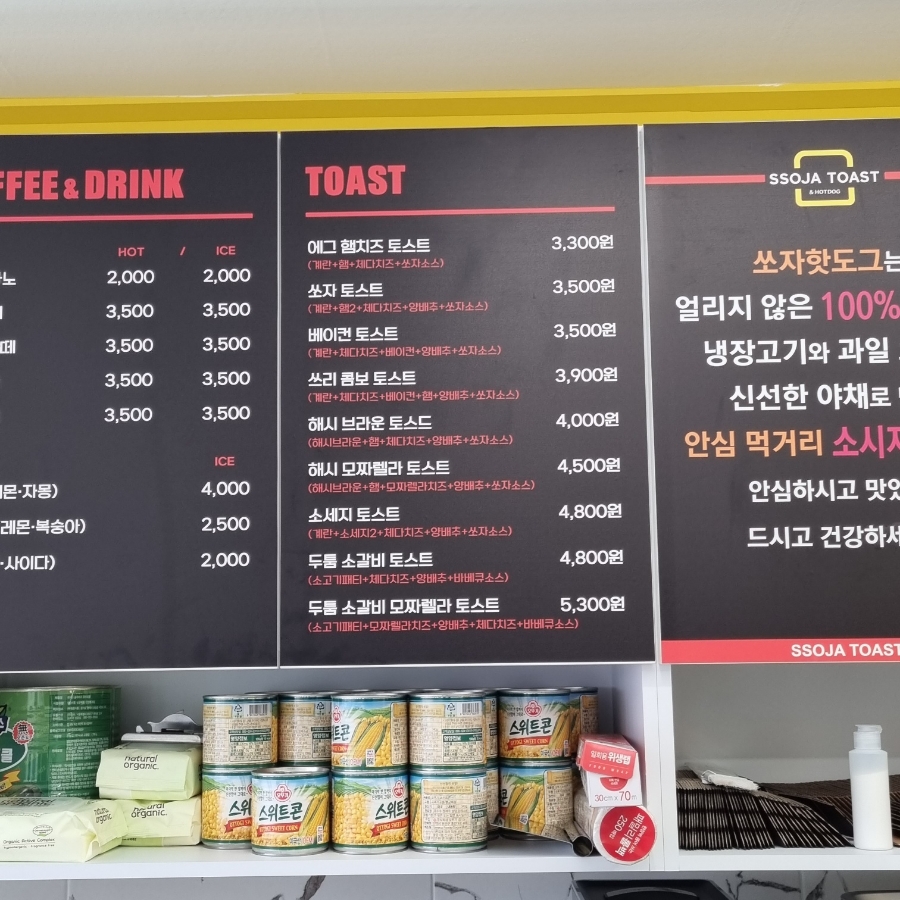 FFEE & DRINK
HOT / ICE
노 2,000 2,000
3,500 3,500
떼 3,500 3,500
3,500 3,500
3,500 3,500
ICE
몬·자몽) 4,000
레몬·복숭아) 2,500
·사이다) 2,000
TOAST
에그 햄치즈 토스트 3,300원
(계란+햄+체다치즈+쏘자소스)
쏘자 토스트 3,500원
(계란+햄2+체다치즈+양배추+쏘자소스)
베이컨 토스트 3,500원
(계란+체다치즈+베이컨+양배추+쏘자소스)
쓰리 콤보 토스트 3,900원
(계란+체다치즈+베이컨+햄+양배추+쏘자소스)
해시 브라운 토스드 4,000원
(해시브라운+햄+체다치즈+양배추+쏘자소스)
해시 모짜렐라 토스트 4,500원
(해시브라운+햄+모짜렐라치즈+양배추+쏘자소스)
소세지 토스트 4,800원
(계란+소세지2+체다치즈+양배추+쏘자소스)
두툼 소갈비 토스트 4,800원
(소고기패티+체다치즈+양배추+바베큐소스)
두툼 소갈비 모짜렐라 토스트 5,300원
(소고기패티+모짜렐라치즈+양배추+체다치즈+바베큐소스)
SSOJA TOAST
& HOTDOG
쏘자핫도그는
얼리지 않은 100%
냉장고기와 과일
신선한 야채로
안심 먹거리 소시지
안심하시고 맛있
드시고 건강하세
SSOJA TOAST
natural
organic.
natural
organic.
스위트콘
스위트콘
스위트콘
스위트콘
OTTOGI SWEET CORN
일회용 위생랩
30cm x 70m
250